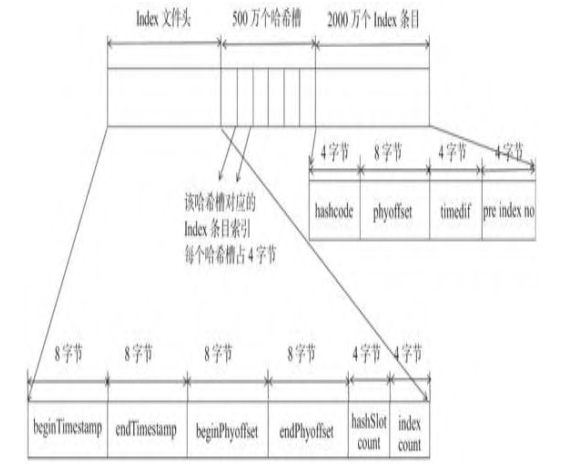 Index 文件头 500 万个哈希槽 2000 万个 Index 条目
4 字节 8 字节 4 字节 4 字节
hashcode phyoffset timedif pre index no
该哈希槽对应的
Index 条目索引
每个哈希槽占 4 字节
8 字节 8 字节 8 字节 8 字节 4 字节 4 字节
beginTimestamp endTimestamp beginPhyoffset endPhyoffset hashSlot count index count